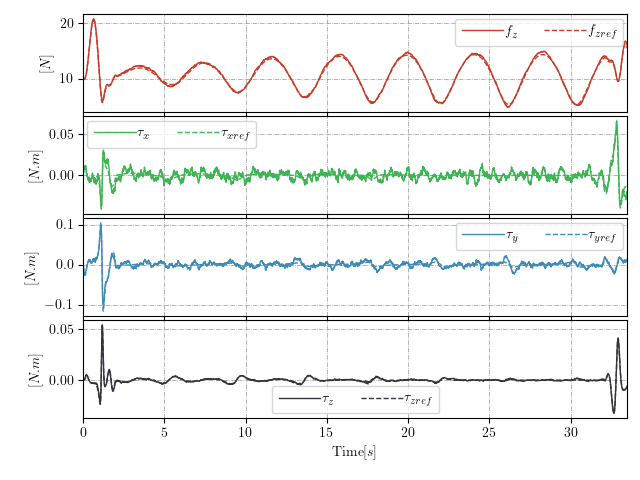 20
10
[N]
f_z
f_zref
0.05
0.00
[N.m]
τ_x
τ_xref
0.1
0.0
−0.1
[N.m]
τ_y
τ_yref
0.05
0.00
[N.m]
τ_z
τ_zref
0 5 10 15 20 25 30
Time[s]